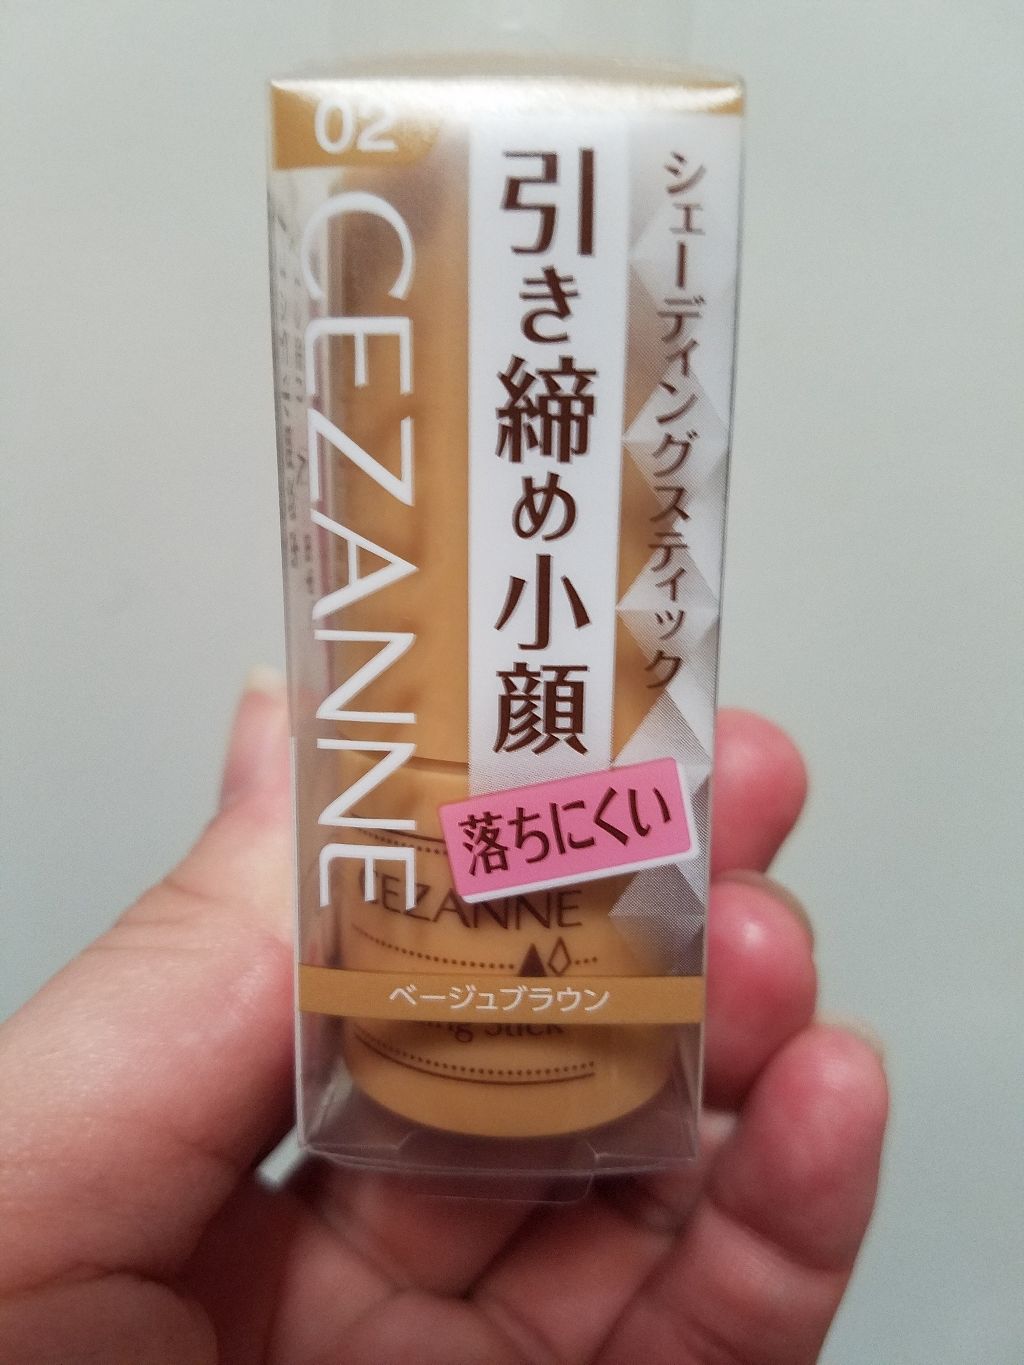 02
CEZANNE
シェーディングスティック
引き締め小顔
落ちにくい
CEZANNE
ベージュブラウン
Stick